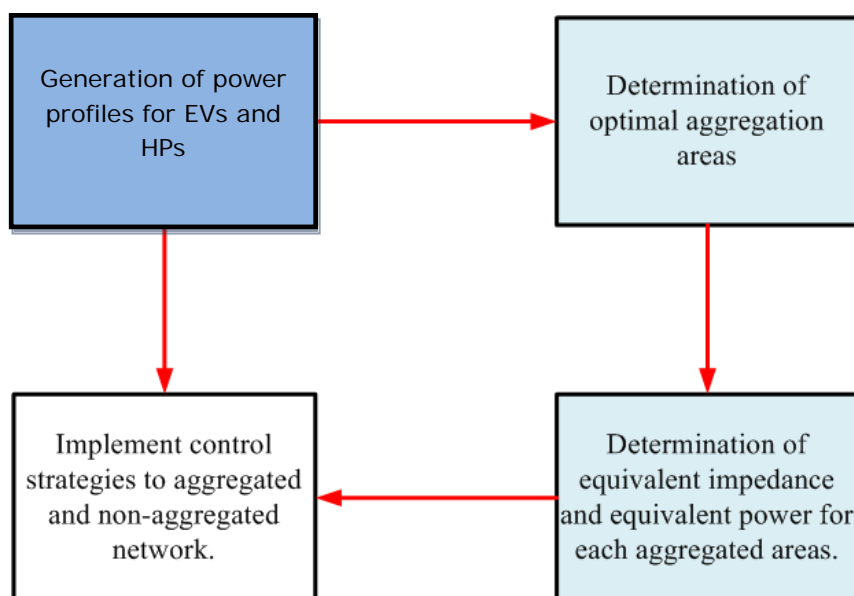 Generation of power
profiles for EVs and
HPs
Determination of
optimal aggregation
areas
Implement control
strategies to aggregated
and non-aggregated
network.
Determination of
equivalent impedance
and equivalent power for
each aggregated areas.